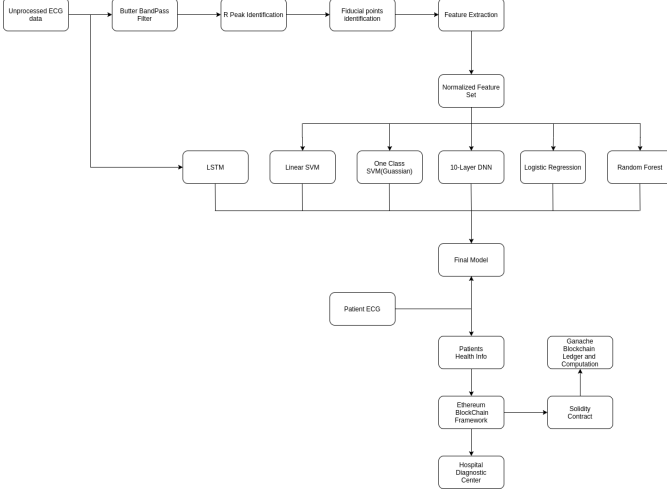 Unprocessed ECG
data
Butter BandPass
Filter
R Peak Identification
Fiducial points
identification
Feature Extraction
Normalized Feature
Set
LSTM
Linear SVM
One Class
SVM(Guassian)
10-Layer DNN
Logistic Regression
Random Forest
Final Model
Patient ECG
Patients
Health Info
Ganache
Blockchain
Ledger and
Computation
Ethereum
BlockChain
Framework
Solidity
Contract
Hospital
Diagnostic
Center